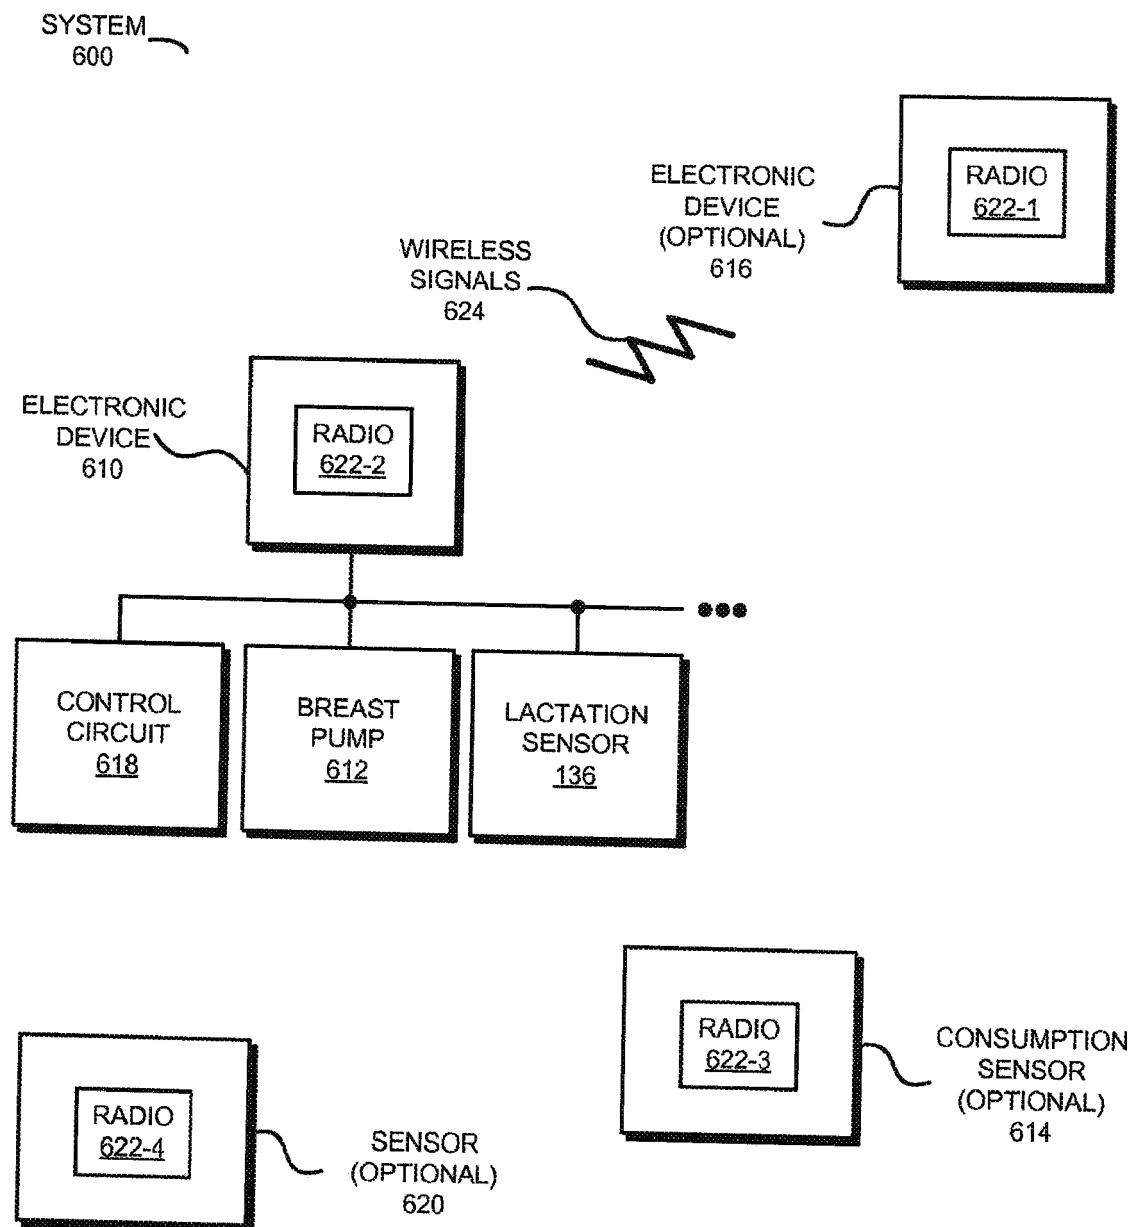 SYSTEM
600
RADIO
622-1
ELECTRONIC
DEVICE
(OPTIONAL)
616
WIRELESS
SIGNALS
624
RADIO
622-2
ELECTRONIC
DEVICE
610
CONTROL
CIRCUIT
618
BREAST
PUMP
612
LACTATION
SENSOR
136
RADIO
622-3
CONSUMPTION
SENSOR
(OPTIONAL)
614
RADIO
622-4
SENSOR
(OPTIONAL)
620